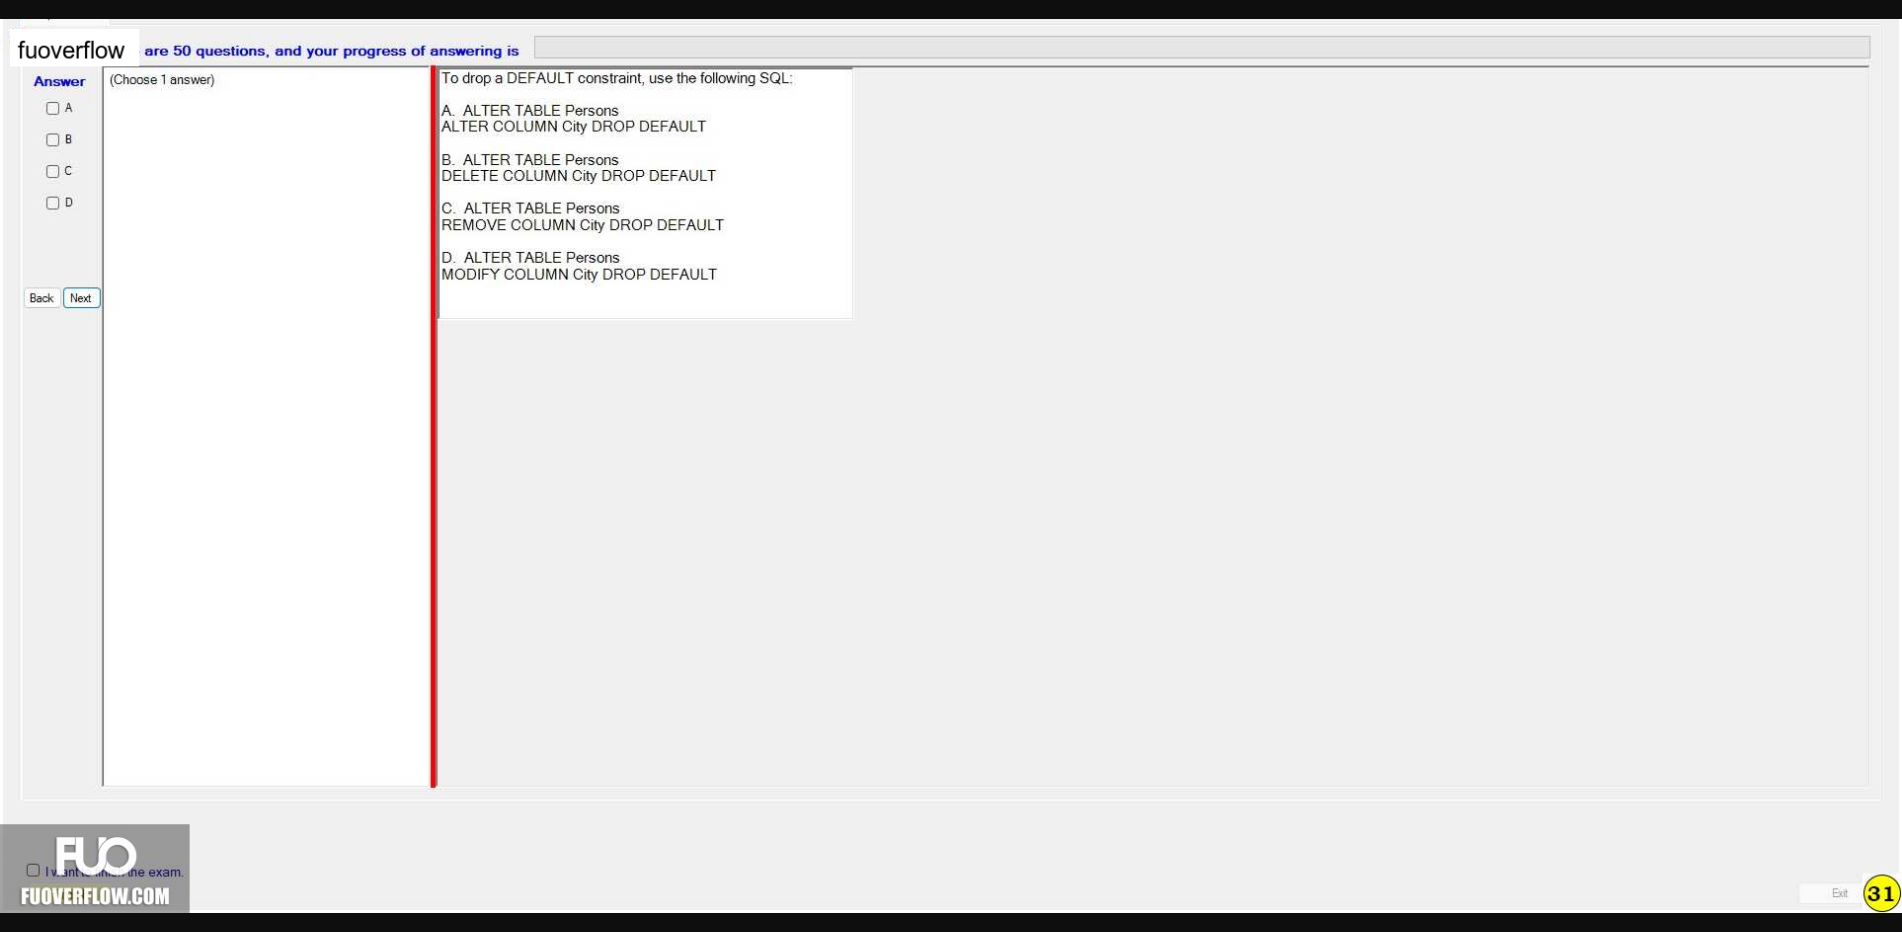 fuoverflow are 50 questions, and your progress of answering is
Answer
(Choose 1 answer)
A
B
C
D
Back Next
To drop a DEFAULT constraint, use the following SQL:
A. ALTER TABLE Persons
ALTER COLUMN City DROP DEFAULT
B. ALTER TABLE Persons
DELETE COLUMN City DROP DEFAULT
C. ALTER TABLE Persons
REMOVE COLUMN City DROP DEFAULT
D. ALTER TABLE Persons
MODIFY COLUMN City DROP DEFAULT
FUO
I want to finish the exam.
FUOVERFLOW.COM
Exit
31